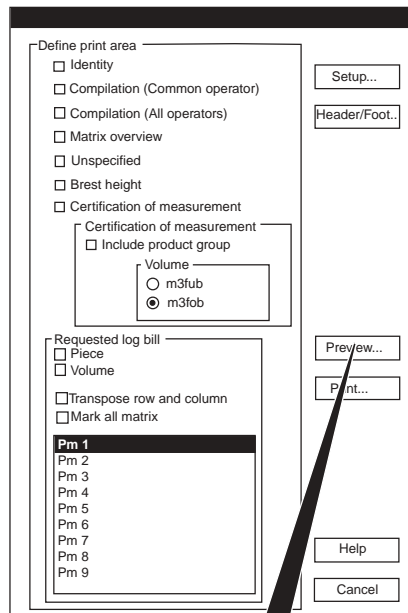 Define print area
Identity
Setup...
Compilation (Common operator)
Header/Foot..
Compilation (All operators)
Matrix overview
Unspecified
Brest height
Certification of measurement
Certification of measurement
Include product group
Volume
m3fub
m3fob
Requested log bill
Preview...
Piece
Volume
Transpose row and column
Mark all matrix
Pm 1
Pm 2
Pm 3
Pm 4
Pm 5
Pm 6
Pm 7
Pm 8
Pm 9
Help
Cancel